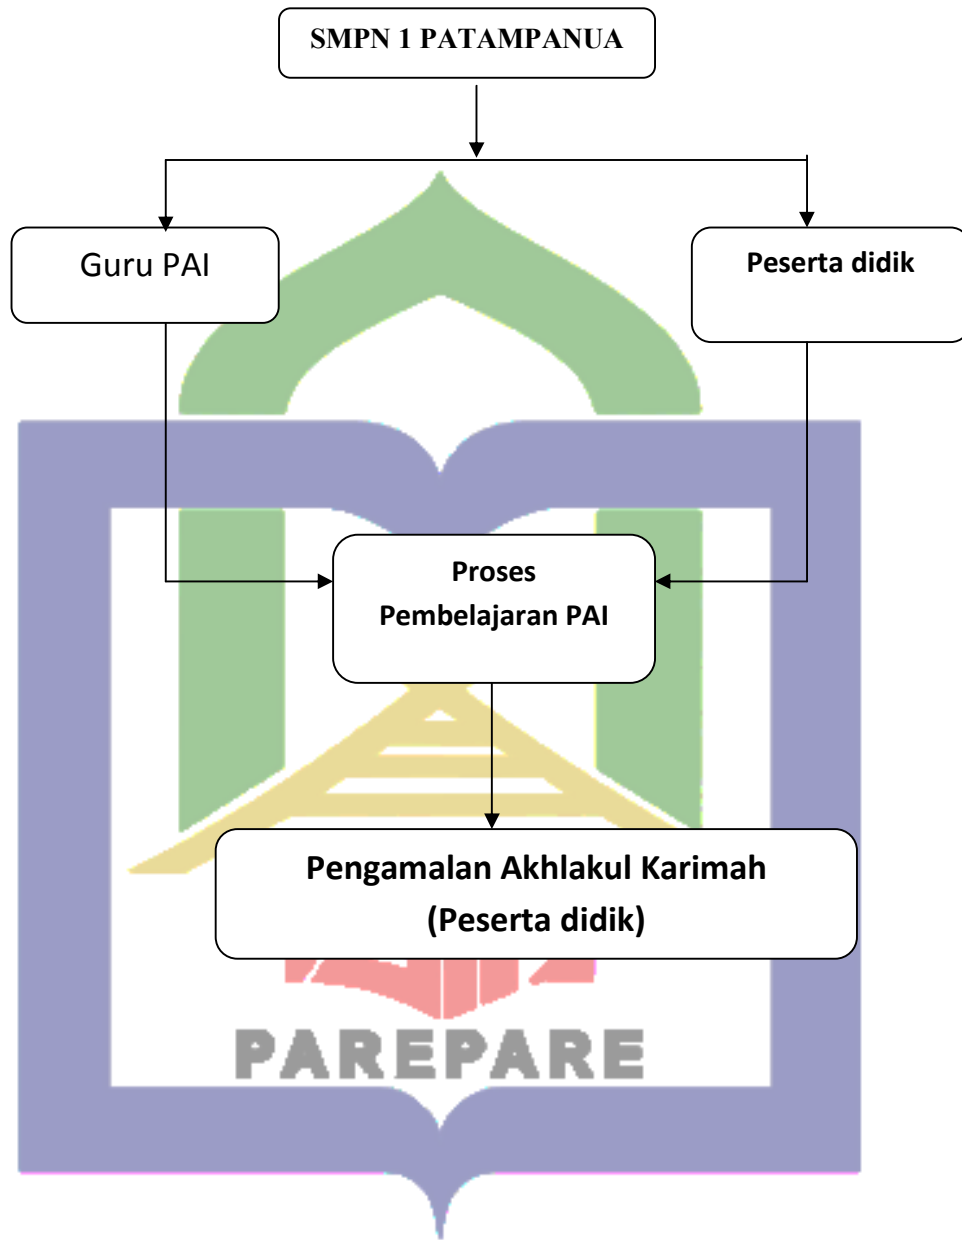 SMPN 1 PATAMPANUA
Guru PAI
Peserta didik
Proses
Pembelajaran PAI
Pengamalan Akhlakul Karimah
(Peserta didik)
PAREPARE